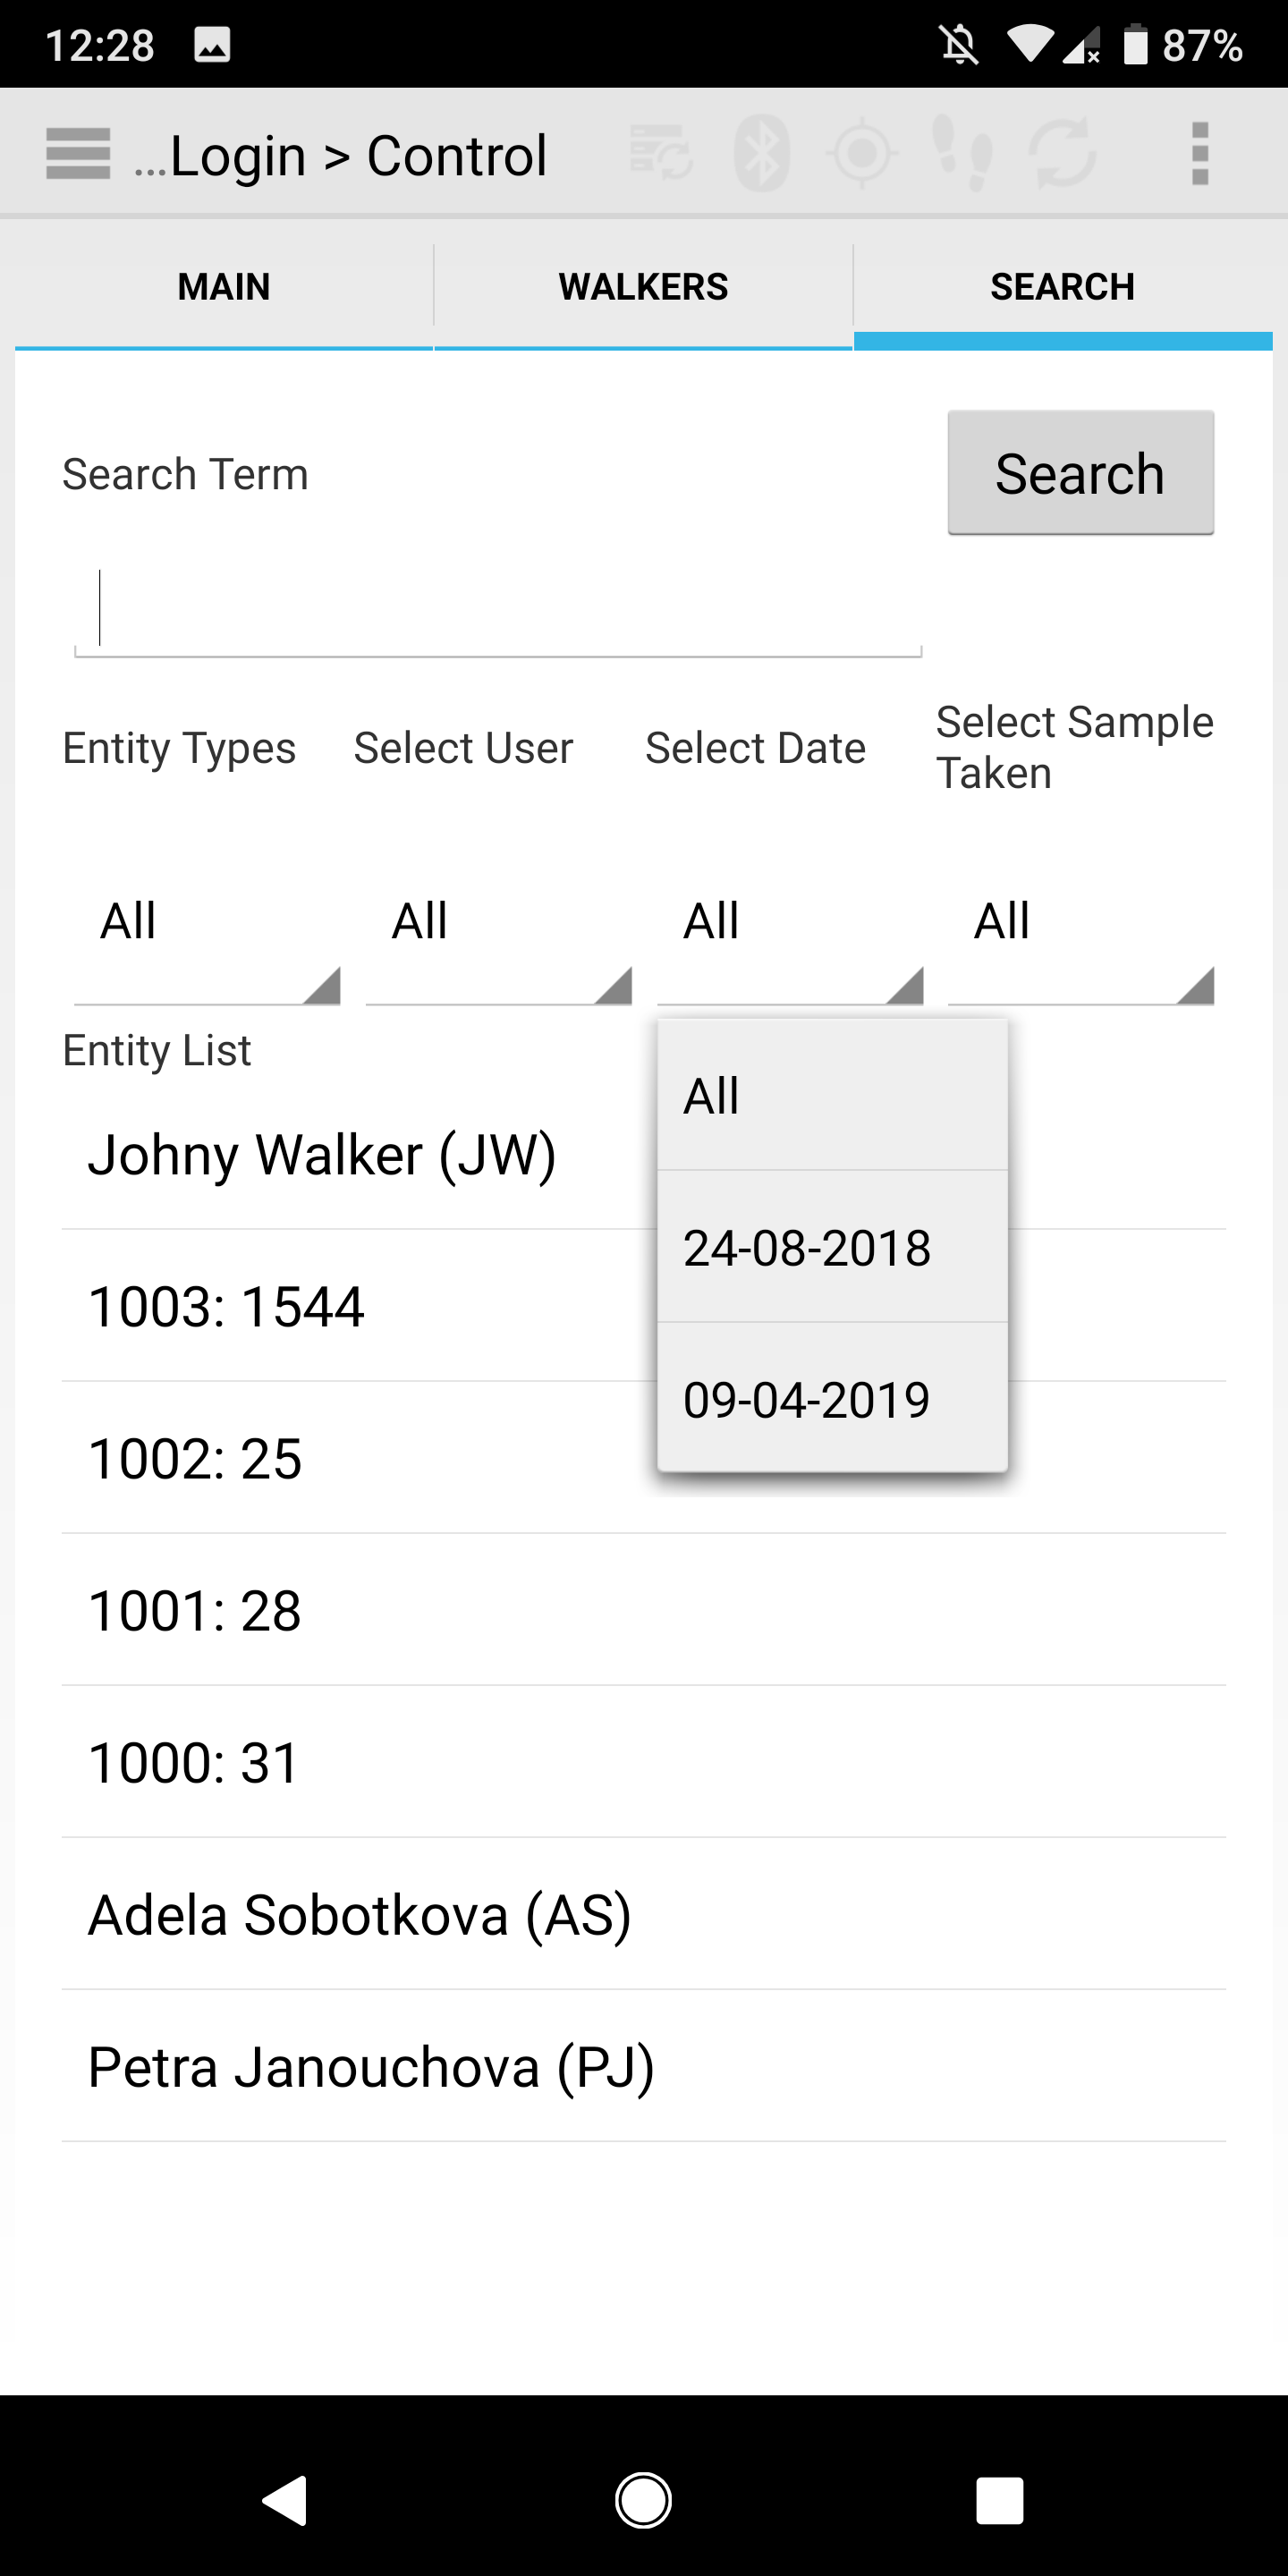 12:28
87%
...Login > Control
MAIN
WALKERS
SEARCH
Search Term
Search
Entity Types
Select User
Select Date
Select Sample
Taken
All
All
All
All
Entity List
All
24-08-2018
09-04-2019
Johny Walker (JW)
1003: 1544
1002: 25
1001: 28
1000: 31
Adela Sobotkova (AS)
Petra Janouchova (PJ)